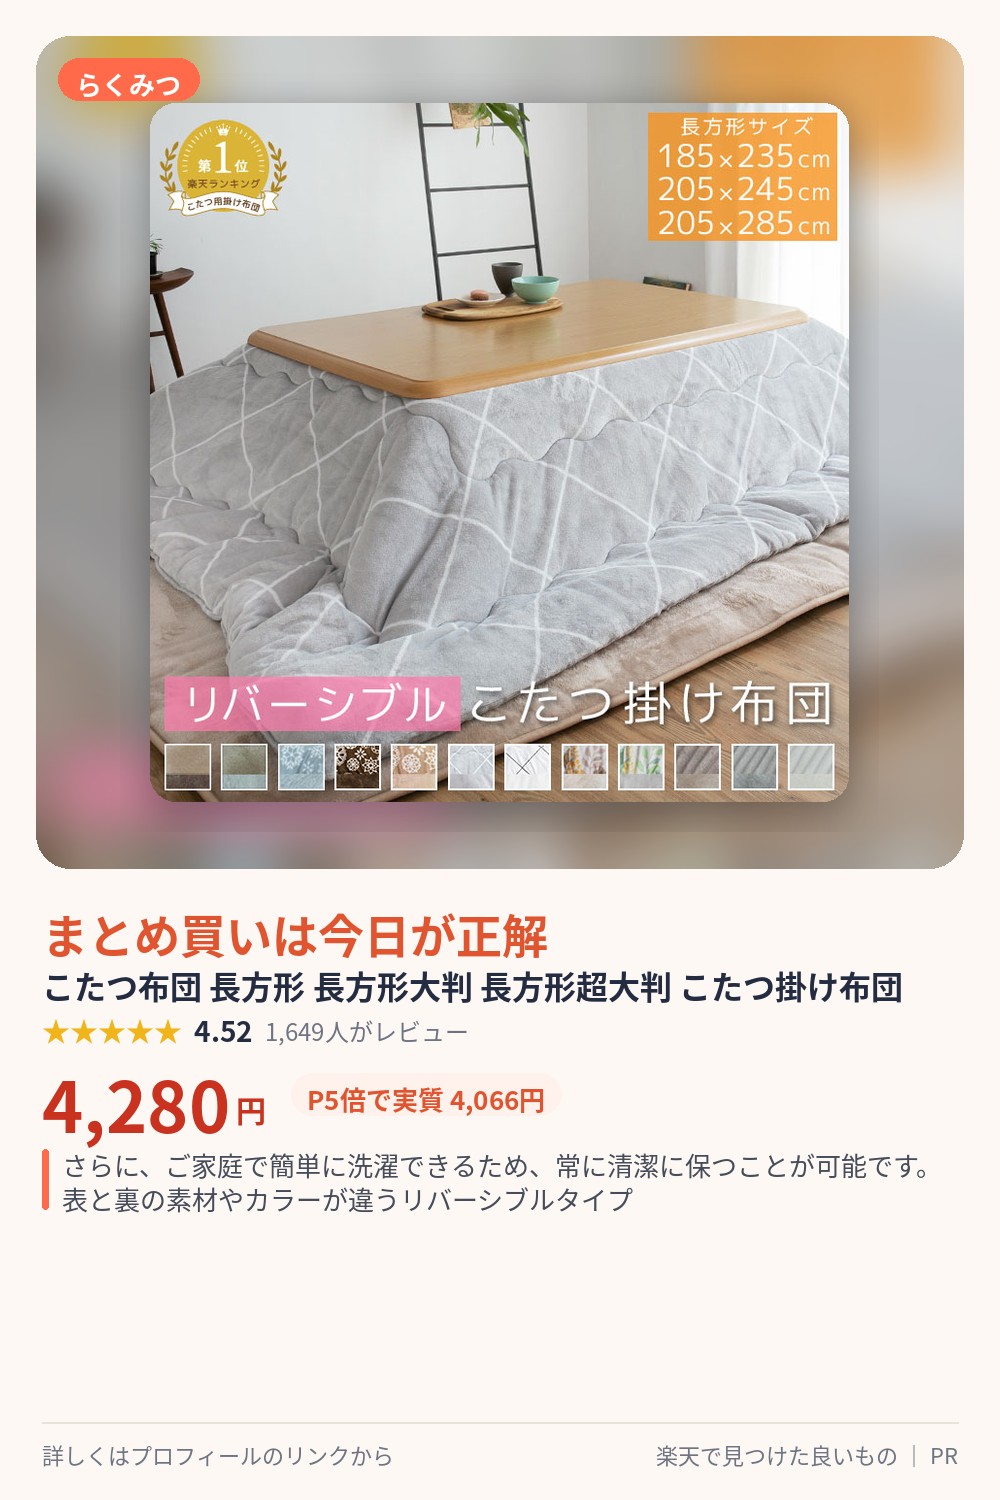 らくみつ
第1位
楽天ランキング
こたつ用掛け布団
長方形サイズ
185×235cm
205×245cm
205×285cm
リバーシブル こたつ掛け布団
まとめ買いは今日が正解
こたつ布団 長方形 長方形大判 長方形超大判 こたつ掛け布団
★★★★★ 4.52 1,649人がレビュー
4,280円 P5倍で実質 4,066円
さらに、ご家庭で簡単に洗濯できるため、常に清潔に保つことが可能です。
表と裏の素材やカラーが違うリバーシブルタイプ
詳しくはプロフィールのリンクから
楽天で見つけた良いもの | PR